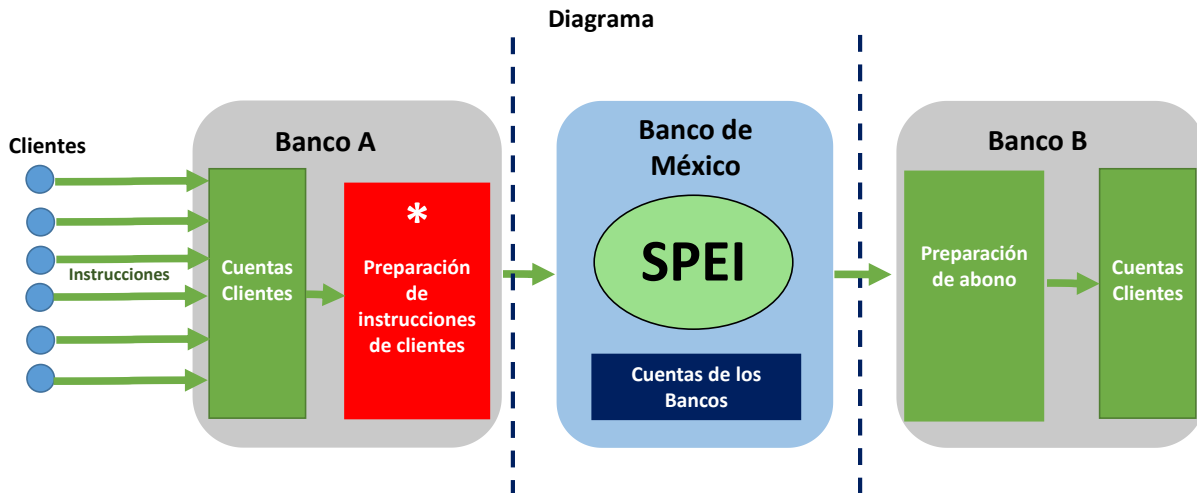 Diagrama
Clientes
Instrucciones
Banco A
Cuentas
Clientes
*
Preparación
de
instrucciones
de clientes
Banco de
México
SPEI
Cuentas de los
Bancos
Banco B
Preparación
de abono
Cuentas
Clientes